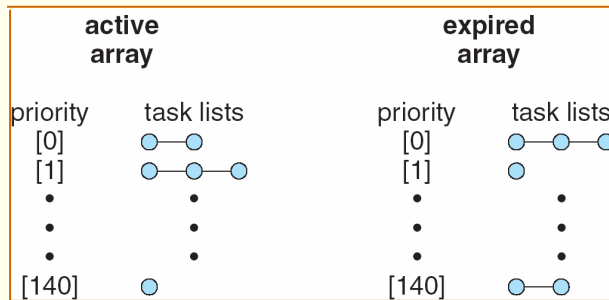 active
array
expired
array
priority task lists
[0]
[1]
[140]
priority task lists
[0]
[1]
[140]